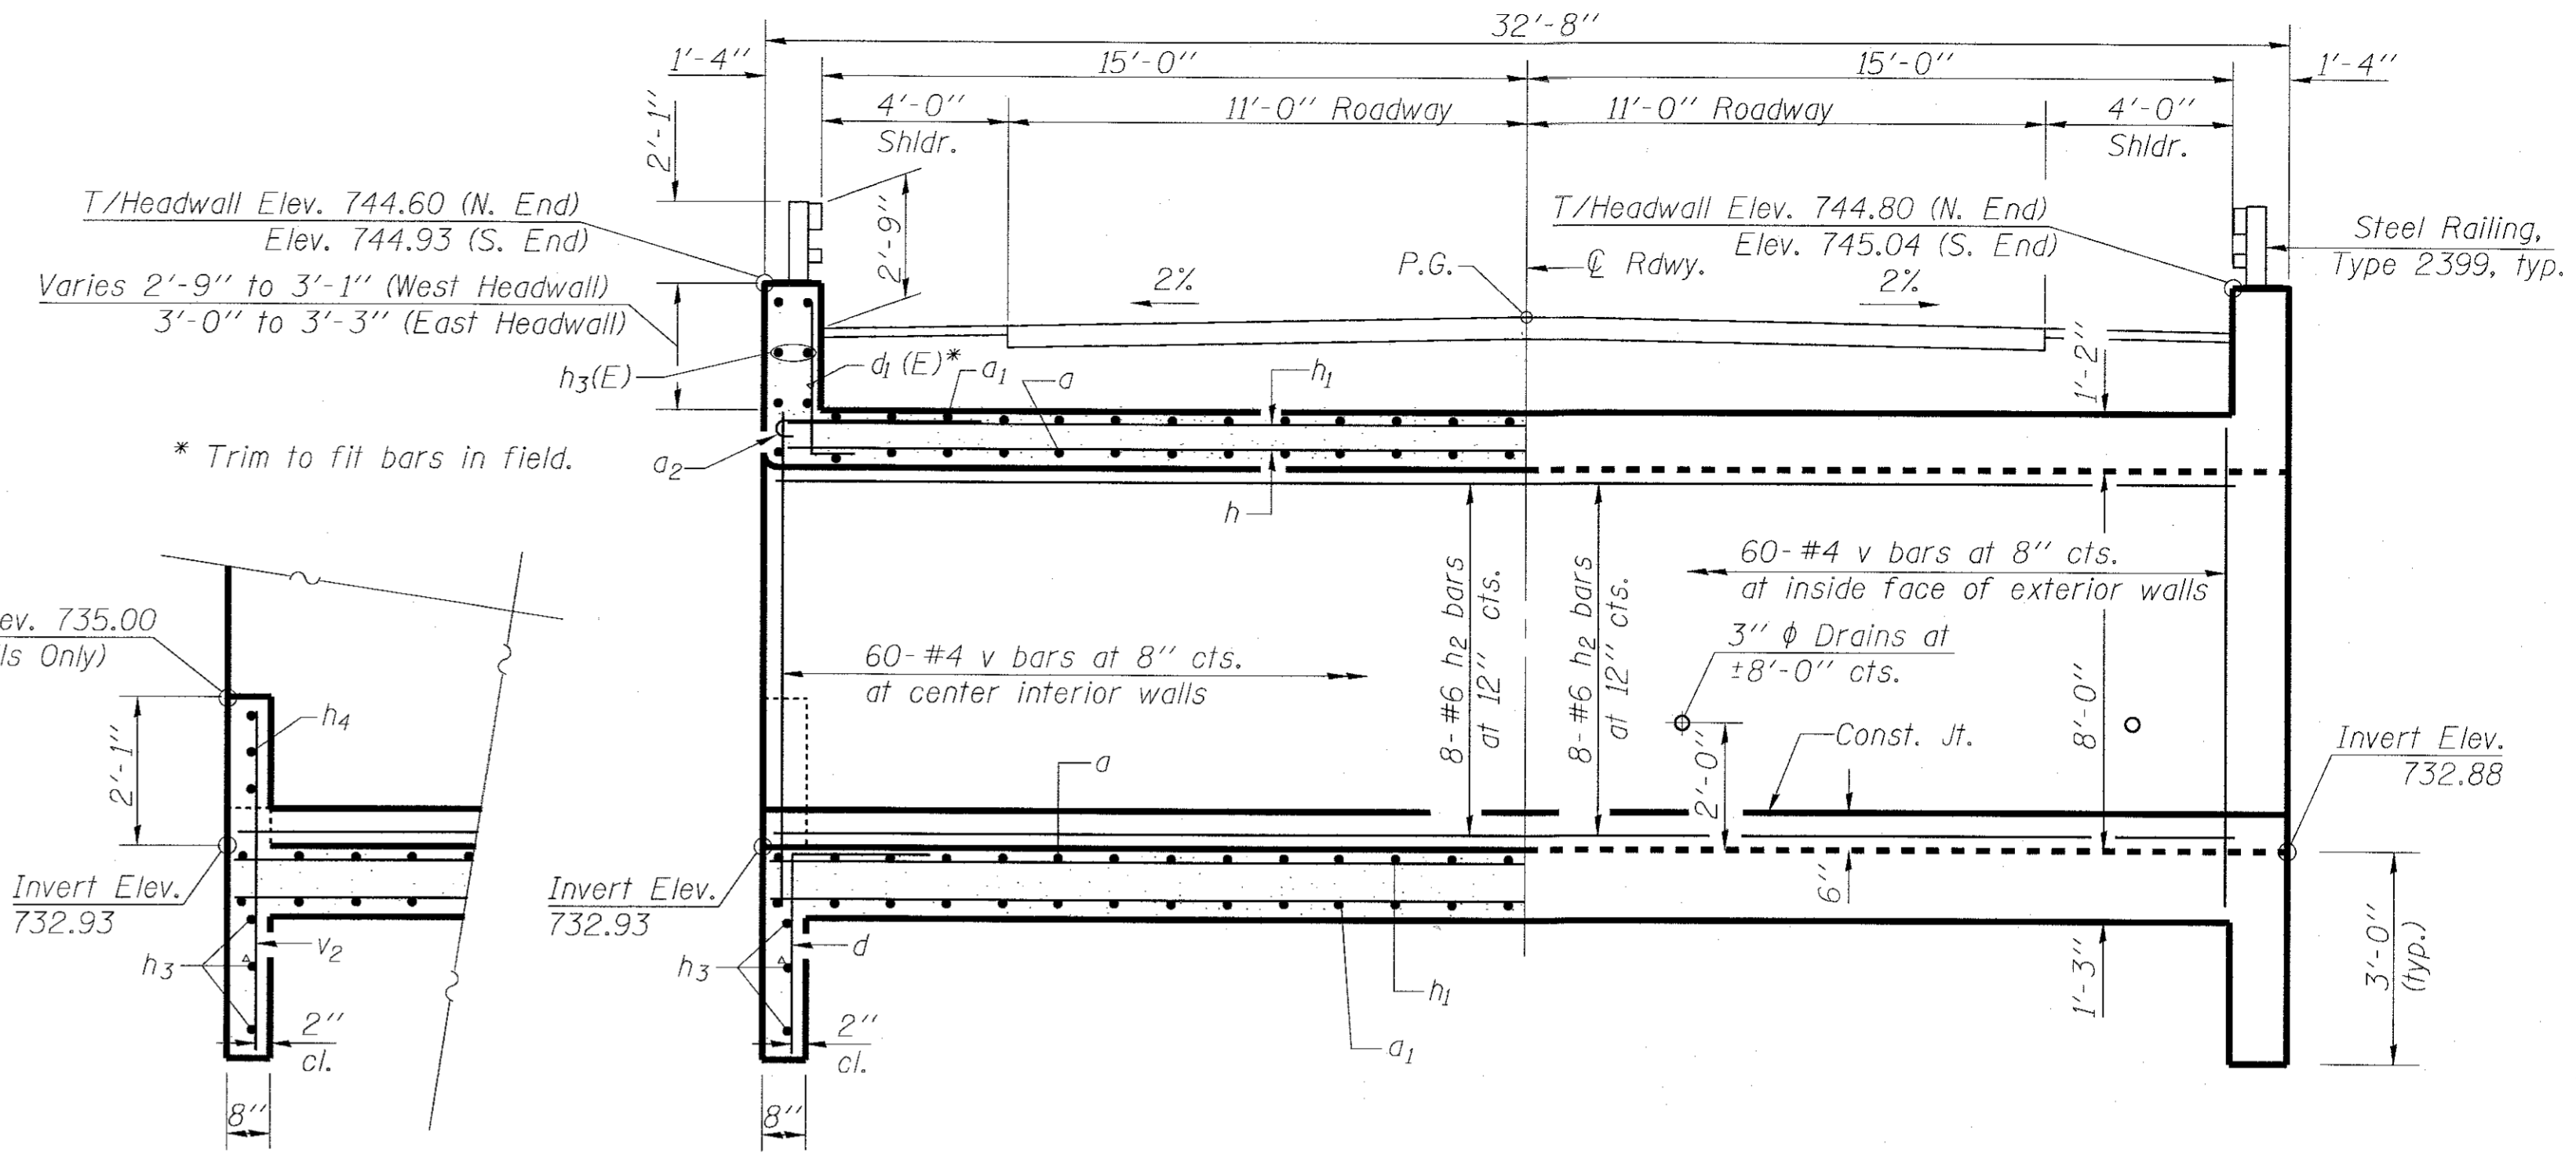 32'-8"
1'-4"
15'-0"
15'-0"
1'-4"
4'-0"
Shldr.
11'-0" Roadway
11'-0" Roadway
4'-0"
Shldr.
2'-1"
2'-9"
T/Headwall Elev. 744.60 (N. End)
Elev. 744.93 (S. End)
T/Headwall Elev. 744.80 (N. End)
Elev. 745.04 (S. End)
Steel Railing,
Type 2399, typ.
P.G.
℄ Rdwy.
2%
2%
Varies 2'-9" to 3'-1" (West Headwall)
3'-0" to 3'-3" (East Headwall)
h3(E)
d1 (E)*
a1
a
h1
1'-2"
* Trim to fit bars in field.
a2
h
8-#6 h2 bars
at 12" cts.
8-#6 h2 bars
at 12" cts.
60-#4 v bars at 8" cts.
at inside face of exterior walls
3" ϕ Drains at
±8'-0" cts.
60-#4 v bars at 8" cts.
at center interior walls
ev. 735.00
ls Only)
h4
2'-1"
a
2'-0"
Const. Jt.
8'-0"
Invert Elev.
732.88
Invert Elev.
732.93
Invert Elev.
732.93
6"
h3
v2
h3
d
h1
a1
1'-3"
3'-0"
(typ.)
2"
cl.
2"
cl.
8"
8"